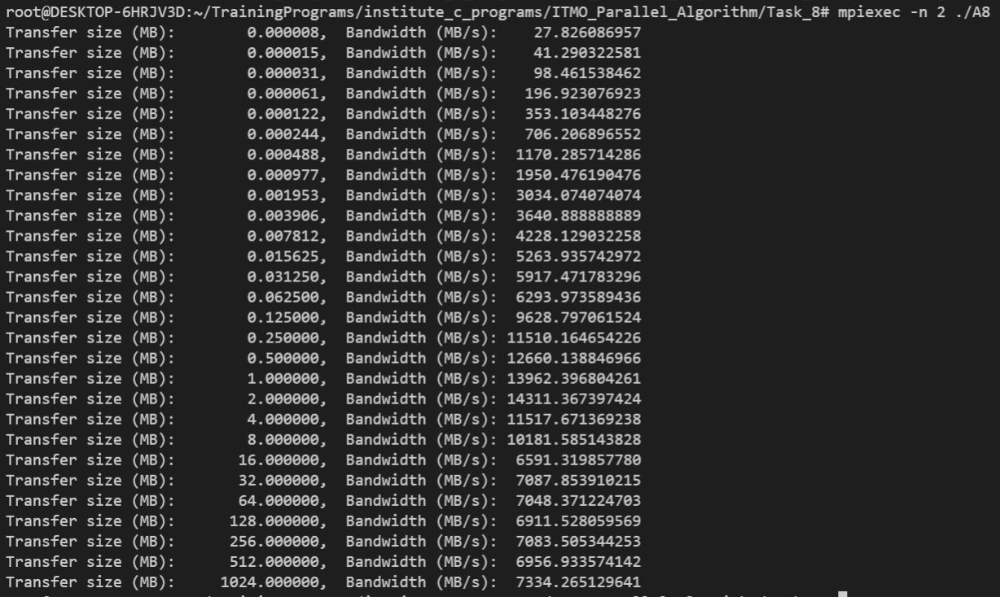 root@DESKTOP-6HRJV3D:~/TrainingPrograms/institute_c_programs/ITMO_Parallel_Algorithm/Task_8# mpiexec -n 2 ./A8
Transfer size (MB):        0.000008,  Bandwidth (MB/s):    27.826086957
Transfer size (MB):        0.000015,  Bandwidth (MB/s):    41.290322581
Transfer size (MB):        0.000031,  Bandwidth (MB/s):    98.461538462
Transfer size (MB):        0.000061,  Bandwidth (MB/s):   196.923076923
Transfer size (MB):        0.000122,  Bandwidth (MB/s):   353.103448276
Transfer size (MB):        0.000244,  Bandwidth (MB/s):   706.206896552
Transfer size (MB):        0.000488,  Bandwidth (MB/s):  1170.285714286
Transfer size (MB):        0.000977,  Bandwidth (MB/s):  1950.476190476
Transfer size (MB):        0.001953,  Bandwidth (MB/s):  3034.074074074
Transfer size (MB):        0.003906,  Bandwidth (MB/s):  3640.888888889
Transfer size (MB):        0.007812,  Bandwidth (MB/s):  4228.129032258
Transfer size (MB):        0.015625,  Bandwidth (MB/s):  5263.935742972
Transfer size (MB):        0.031250,  Bandwidth (MB/s):  5917.471783296
Transfer size (MB):        0.062500,  Bandwidth (MB/s):  6293.973589436
Transfer size (MB):        0.125000,  Bandwidth (MB/s):  9628.797061524
Transfer size (MB):        0.250000,  Bandwidth (MB/s): 11510.164654226
Transfer size (MB):        0.500000,  Bandwidth (MB/s): 12660.138846966
Transfer size (MB):        1.000000,  Bandwidth (MB/s): 13962.396804261
Transfer size (MB):        2.000000,  Bandwidth (MB/s): 14311.367397424
Transfer size (MB):        4.000000,  Bandwidth (MB/s): 11517.671369238
Transfer size (MB):        8.000000,  Bandwidth (MB/s): 10181.585143828
Transfer size (MB):       16.000000,  Bandwidth (MB/s):  6591.319857780
Transfer size (MB):       32.000000,  Bandwidth (MB/s):  7087.853910215
Transfer size (MB):       64.000000,  Bandwidth (MB/s):  7048.371224703
Transfer size (MB):      128.000000,  Bandwidth (MB/s):  6911.528059569
Transfer size (MB):      256.000000,  Bandwidth (MB/s):  7083.505344253
Transfer size (MB):      512.000000,  Bandwidth (MB/s):  6956.933574142
Transfer size (MB):     1024.000000,  Bandwidth (MB/s):  7334.265129641